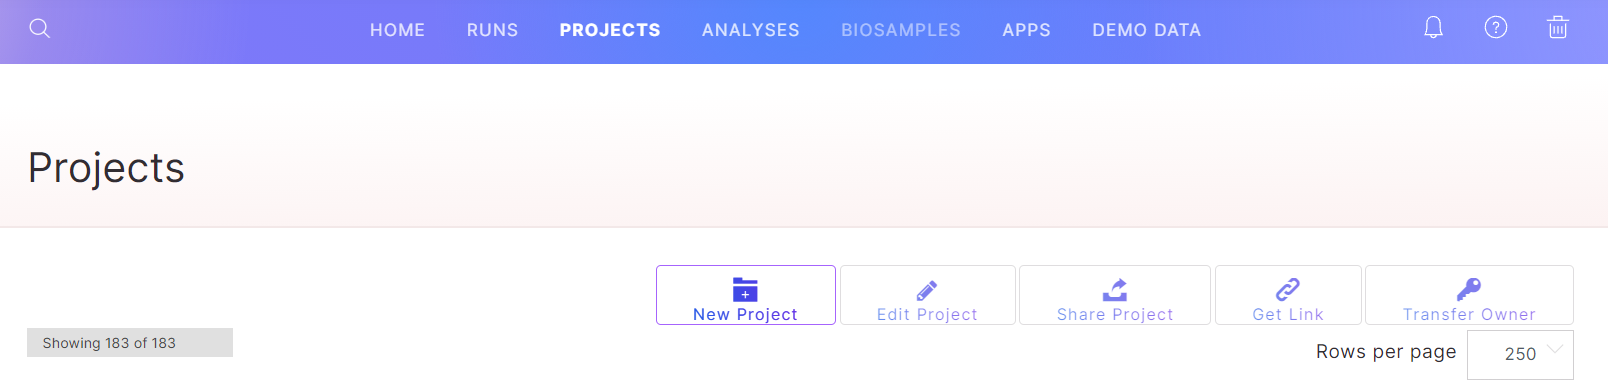 HOME RUNS PROJECTS ANALYSES BIOSAMPLES APPS DEMO DATA
Projects
New Project Edit Project Share Project Get Link Transfer Owner
Showing 183 of 183
Rows per page 250